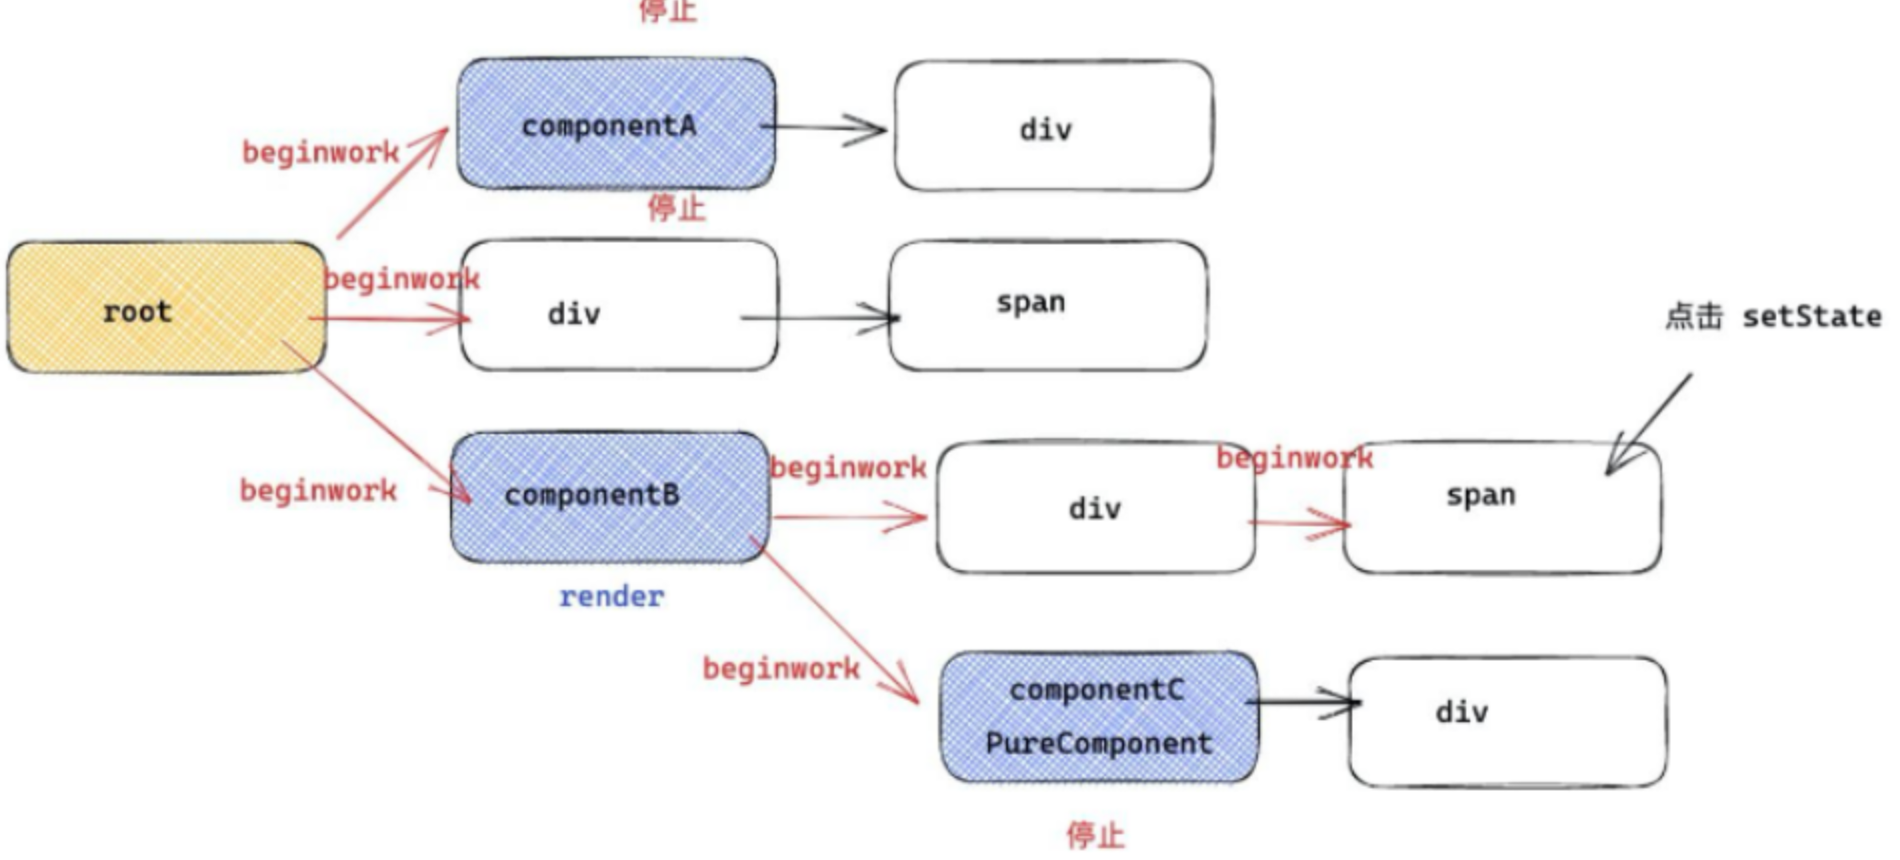 停止
componentA
div
beginwork
停止
root
beginwork
div
span
点击 setState
beginwork
componentB
beginwork
div
beginwork
span
render
beginwork
componentC
PureComponent
div
停止